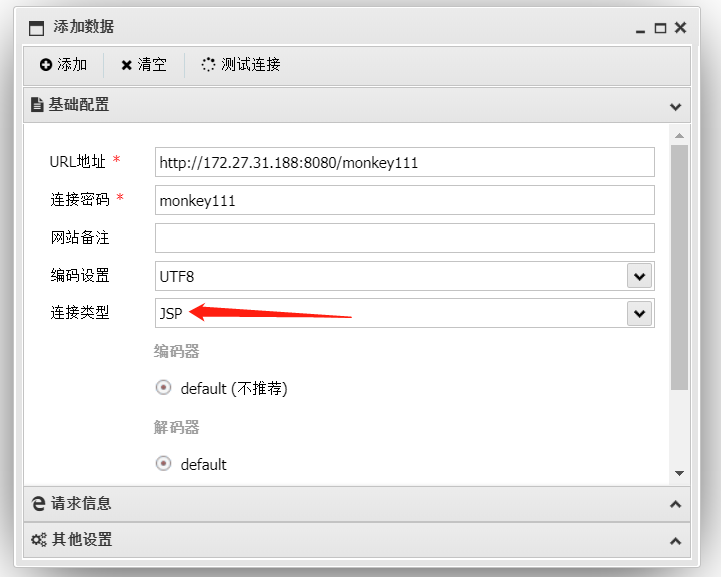 添加数据
添加 清空 测试连接
基础配置
URL地址 * http://172.27.31.188:8080/monkey111
连接密码 * monkey111
网站备注
编码设置 UTF8
连接类型 JSP
编码器
default (不推荐)
解码器
default
请求信息
其他设置